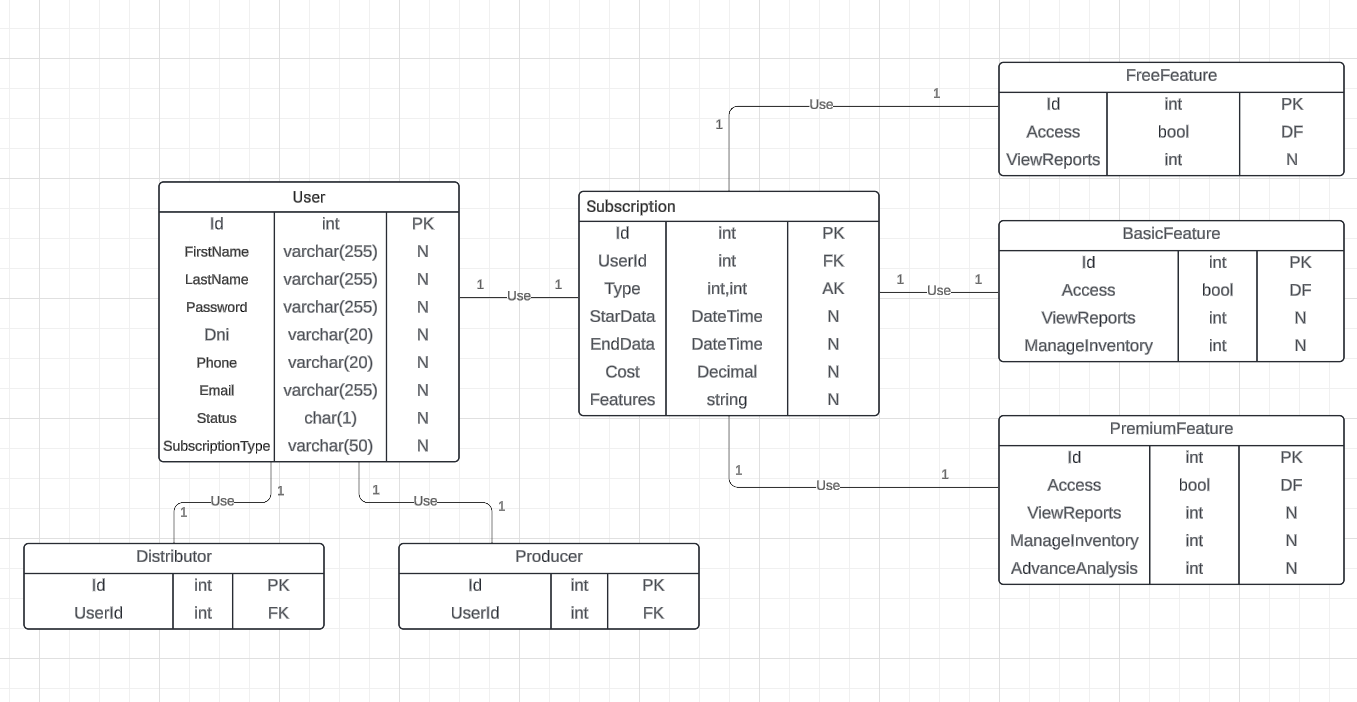 User
Id int PK
FirstName varchar(255) N
LastName varchar(255) N
Password varchar(255) N
Dni varchar(20) N
Phone varchar(20) N
Email varchar(255) N
Status char(1) N
SubscriptionType varchar(50) N
1 Use 1
Subscription
Id int PK
UserId int FK
Type int,int AK
StarData DateTime N
EndData DateTime N
Cost Decimal N
Features string N
1 Use 1
FreeFeature
Id int PK
Access bool DF
ViewReports int N
1 Use 1
BasicFeature
Id int PK
Access bool DF
ViewReports int N
ManageInventory int N
1 Use 1
PremiumFeature
Id int PK
Access bool DF
ViewReports int N
ManageInventory int N
AdvanceAnalysis int N
1 Use 1
Distributor
Id int PK
UserId int FK
1 Use 1
Producer
Id int PK
UserId int FK